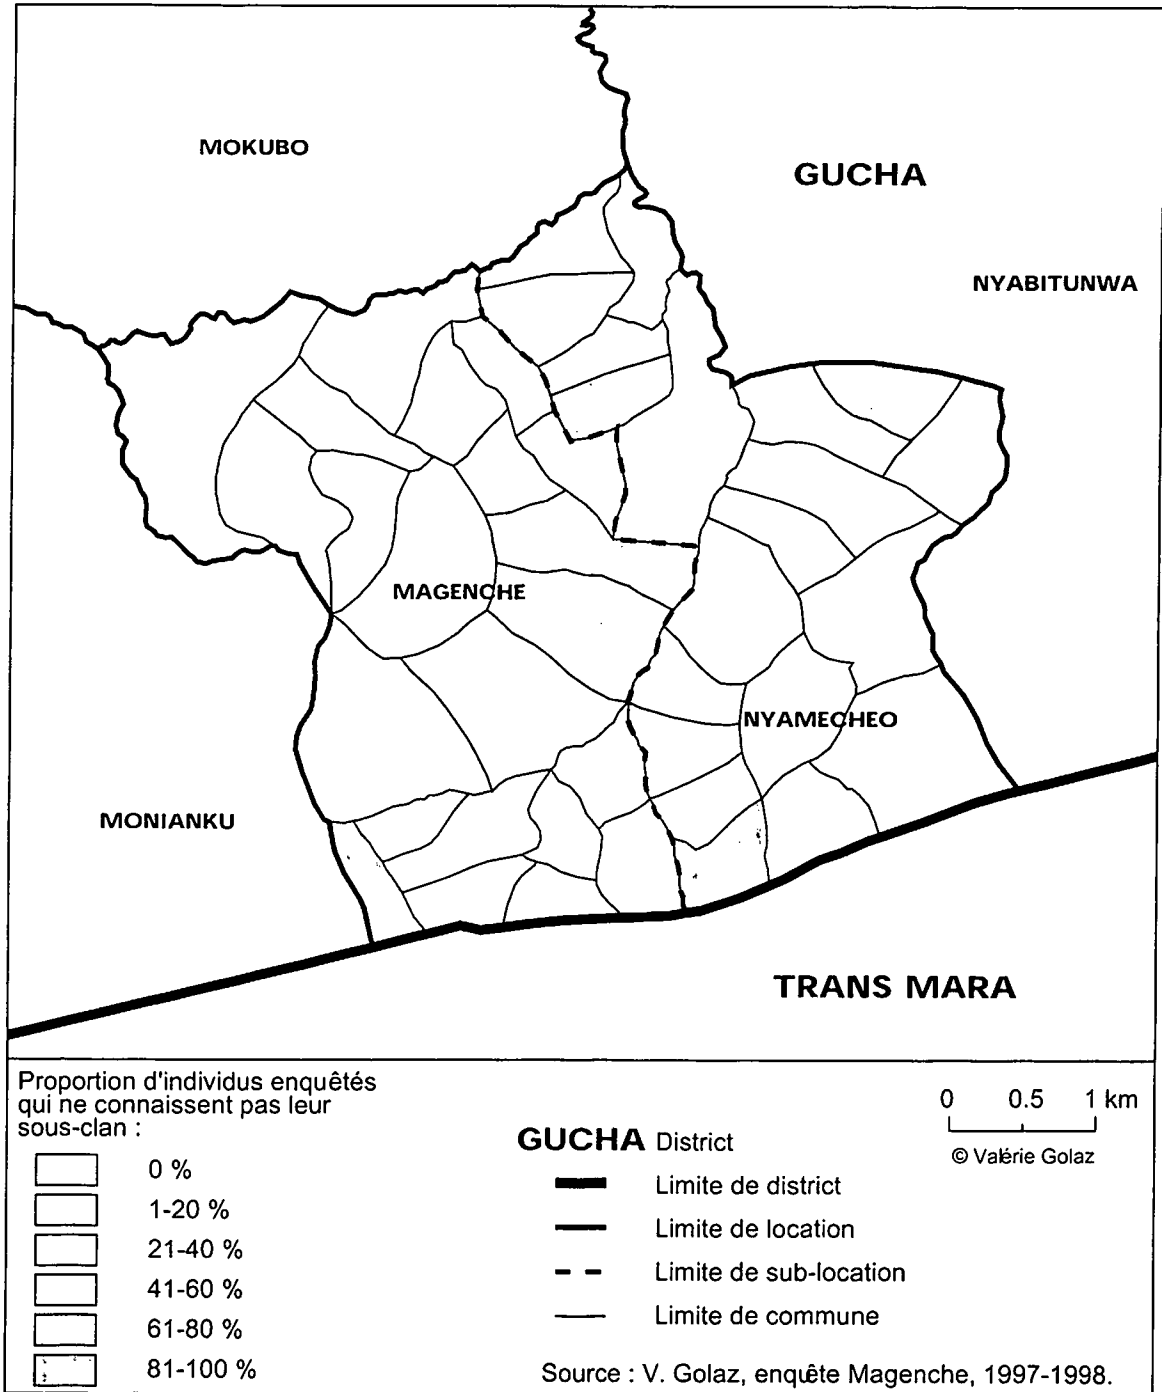 MOKUBO
GUCHA
NYABITUNWA
MAGENCHE
NYAMECHEO
MONIANKU
TRANS MARA
Proportion d'individus enquêtés
qui ne connaissent pas leur
sous-clan :
0 %
1-20 %
21-40 %
41-60 %
61-80 %
81-100 %
GUCHA District
Limite de district
Limite de location
Limite de sub-location
Limite de commune
0 0.5 1 km
© Valérie Golaz
Source : V. Golaz, enquête Magenche, 1997-1998.